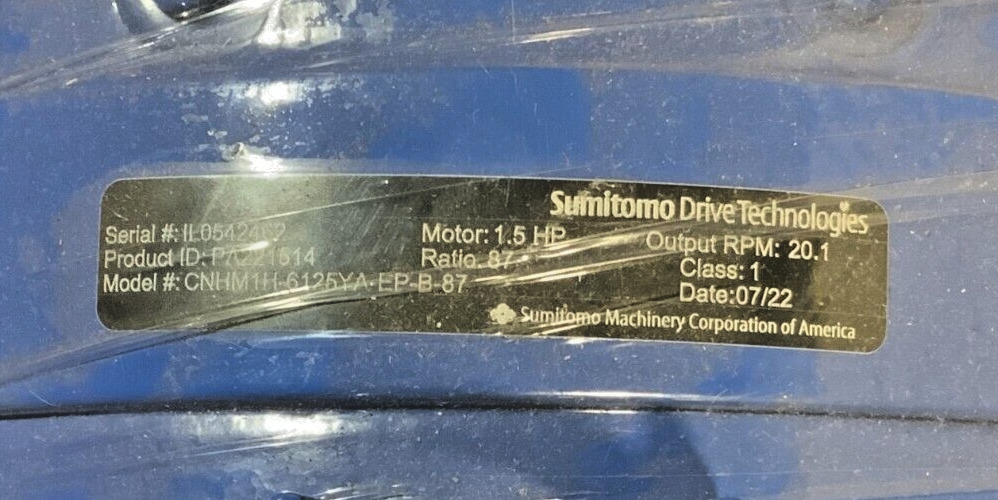 Sumitomo Drive Technologies
Serial #:
Motor: 1.5 HP
Output RPM: 20.1
Product ID:
Ratio: 87
Class: 1
Model #: CNHM1H-6125YA-EP-B-87
Date:07/22
Sumitomo Machinery Corporation of America